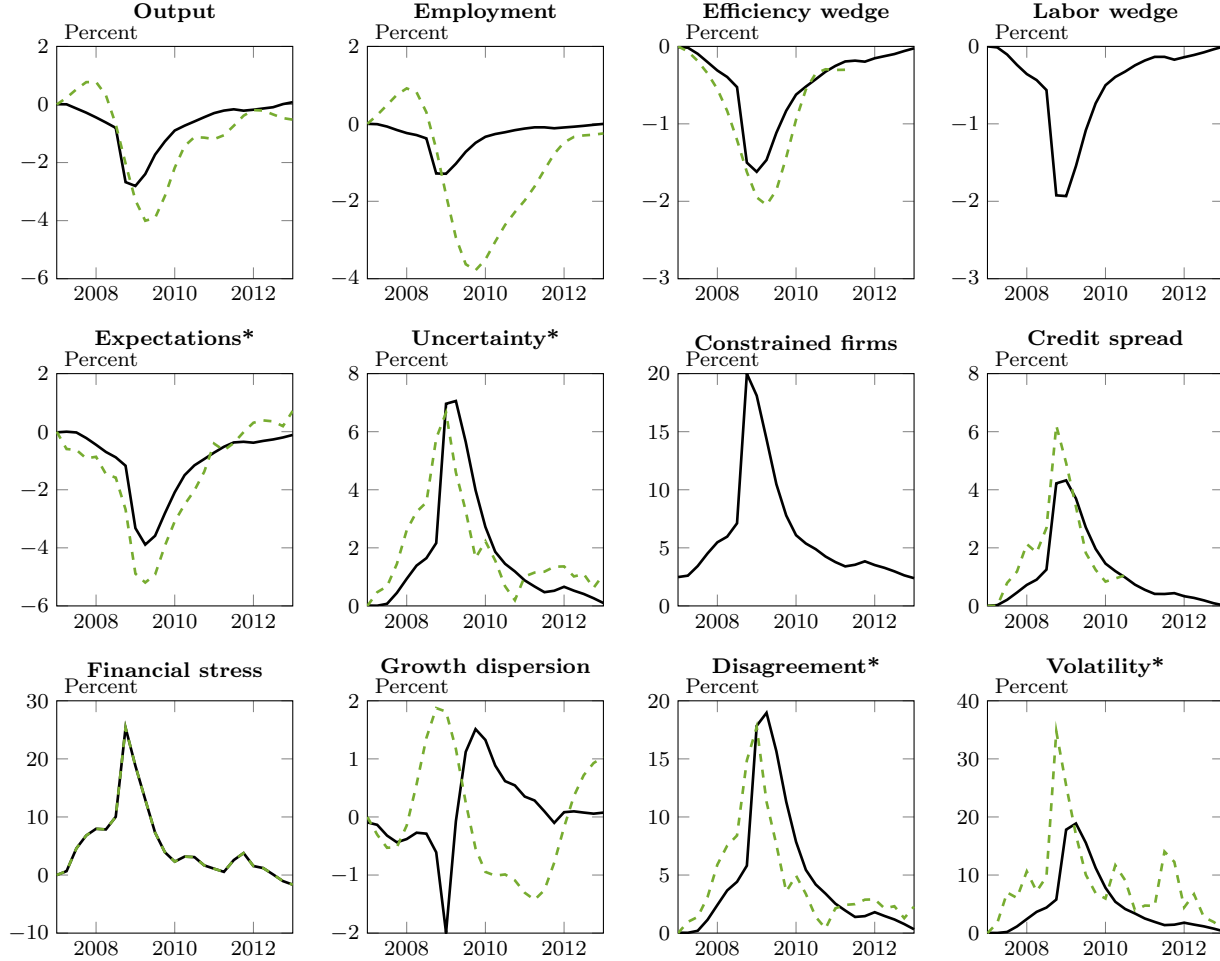 Output
Percent
2
0
−2
−4
−6
2008 2010 2012
Employment
Percent
2
0
−2
−4
2008 2010 2012
Efficiency wedge
Percent
0
−1
−2
−3
2008 2010 2012
Labor wedge
Percent
0
−1
−2
−3
2008 2010 2012
Expectations*
Percent
2
0
−2
−4
−6
2008 2010 2012
Uncertainty*
Percent
8
6
4
2
0
2008 2010 2012
Constrained firms
Percent
20
15
10
5
0
2008 2010 2012
Credit spread
Percent
8
6
4
2
0
2008 2010 2012
Financial stress
Percent
30
20
10
0
−10
2008 2010 2012
Growth dispersion
Percent
2
1
0
−1
−2
2008 2010 2012
Disagreement*
Percent
20
15
10
5
0
2008 2010 2012
Volatility*
Percent
40
30
20
10
0
2008 2010 2012